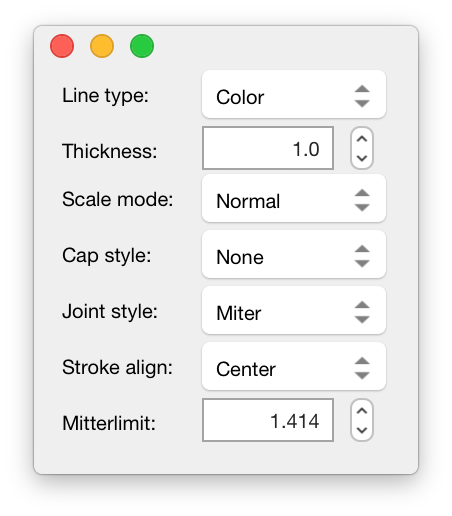 Line type: Color
Thickness: 1.0
Scale mode: Normal
Cap style: None
Joint style: Miter
Stroke align: Center
Mitterlimit: 1.414